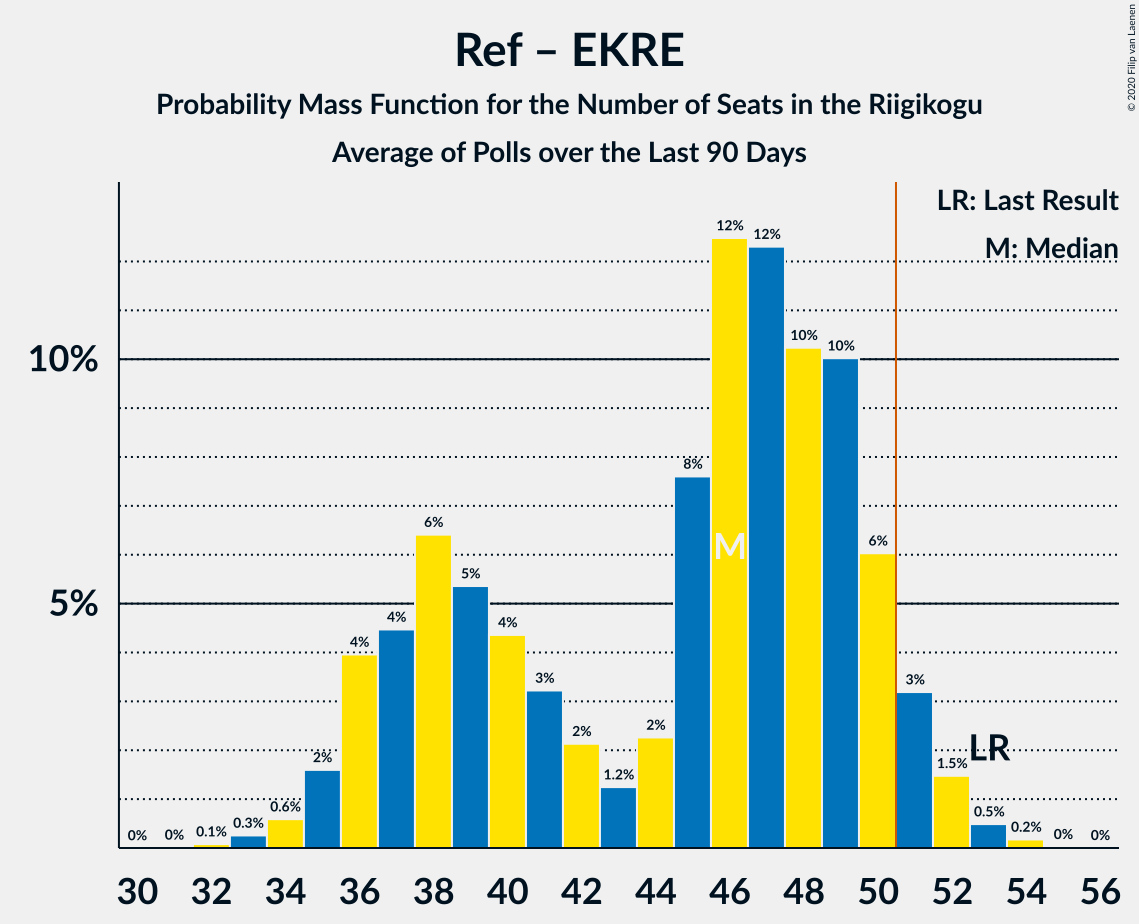 Ref – EKRE
Probability Mass Function for the Number of Seats in the Riigikogu
Average of Polls over the Last 90 Days
© 2020 Filip van Laenen
LR: Last Result
M: Median
10%
5%
0% 0% 0.1% 0.3% 0.6% 2% 4% 4% 6% 5% 4% 3% 2% 1.2% 2% 8% 12% 12% 10% 10% 6% 3% 1.5% 0.5% 0.2% 0% 0%
M
LR
30 32 34 36 38 40 42 44 46 48 50 52 54 56